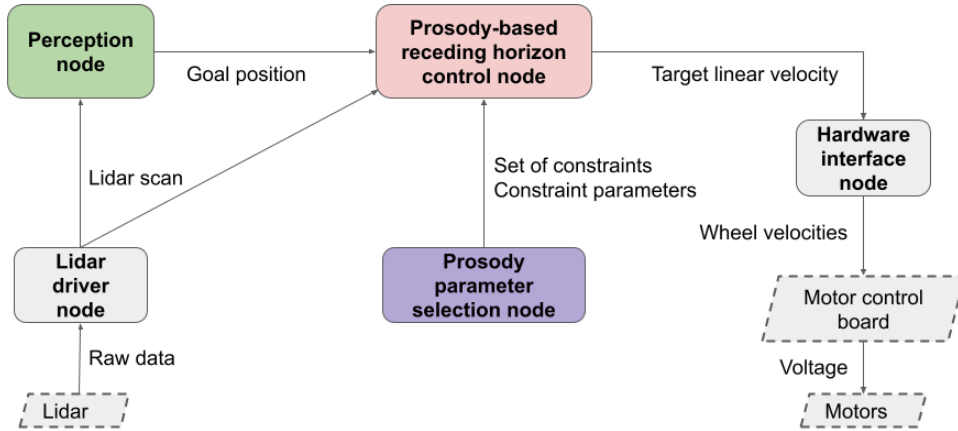 Perception
node
Goal position
Prosody-based
receding horizon
control node
Target linear velocity
Hardware
interface
node
Lidar scan
Set of constraints
Constraint parameters
Wheel velocities
Lidar
driver
node
Prosody
parameter
selection node
Motor control
board
Raw data
Voltage
Lidar
Motors